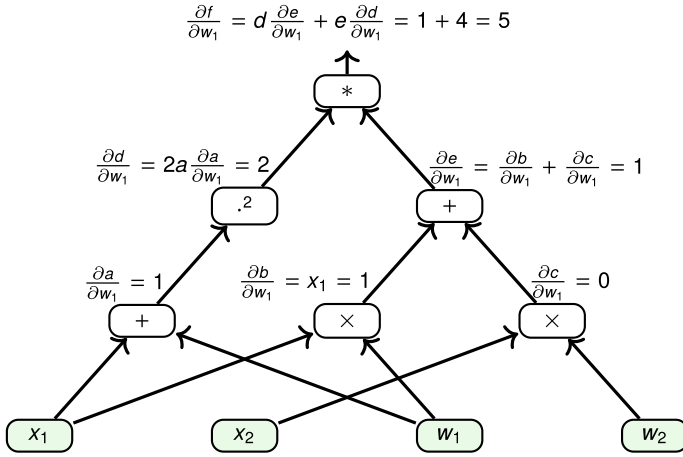 ∂f/∂w₁ = d ∂e/∂w₁ + e ∂d/∂w₁ = 1 + 4 = 5
*
∂d/∂w₁ = 2a ∂a/∂w₁ = 2
∂e/∂w₁ = ∂b/∂w₁ + ∂c/∂w₁ = 1
.²
+
∂a/∂w₁ = 1
∂b/∂w₁ = x₁ = 1
∂c/∂w₁ = 0
+
×
×
x₁
x₂
w₁
w₂